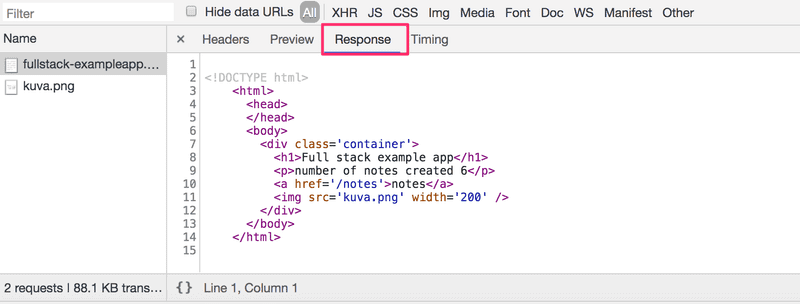 Filter Hide data URLs All XHR JS CSS Img Media Font Doc WS Manifest Other
Name × Headers Preview Response Timing
fullstack-exampleapp....
kuva.png
1
2 <!DOCTYPE html>
3 <html>
4 <head>
5 </head>
6 <body>
7 <div class='container'>
8 <h1>Full stack example app</h1>
9 <p>number of notes created 6</p>
10 <a href='/notes'>notes</a>
11 <img src='kuva.png' width='200' />
12 </div>
13 </body>
14 </html>
15
2 requests | 88.1 KB trans... {} Line 1, Column 1